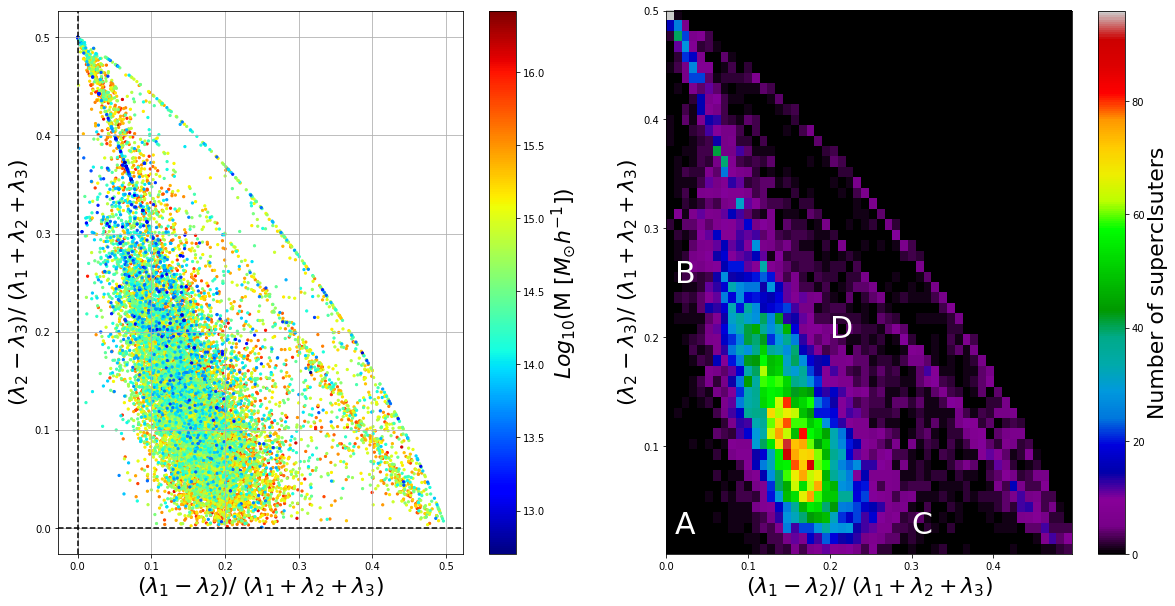 0.5
0.4
0.3
0.2
0.1
0.0
(λ₂ − λ₃)/ (λ₁ + λ₂ + λ₃)
0.0 0.1 0.2 0.3 0.4 0.5
(λ₁ − λ₂)/ (λ₁ + λ₂ + λ₃)
16.0
15.5
15.0
14.5
14.0
13.5
13.0
Log₁₀(M [M⊙h⁻¹])
0.5
0.4
0.3
0.2
0.1
(λ₂ − λ₃)/ (λ₁ + λ₂ + λ₃)
B
D
A
C
0.0 0.1 0.2 0.3 0.4
(λ₁ − λ₂)/ (λ₁ + λ₂ + λ₃)
80
60
40
20
0
Number of superclsuters